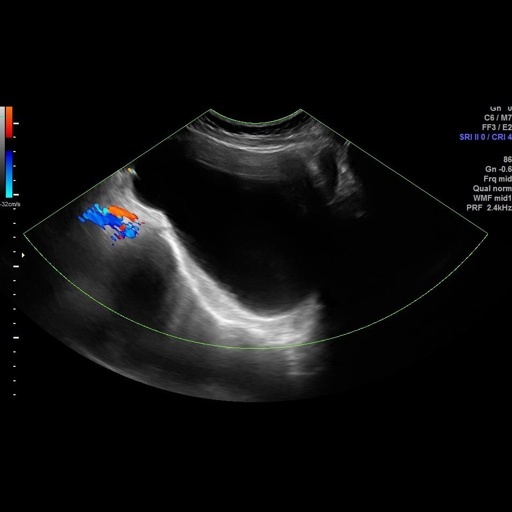 Gn 0
C6 / M7
FF3 / E2
SRI II 0 / CRI 4
86
Gn -0.6
Frq mid
Qual norm
WMF mid1
PRF 2.4kHz
-32cm/s